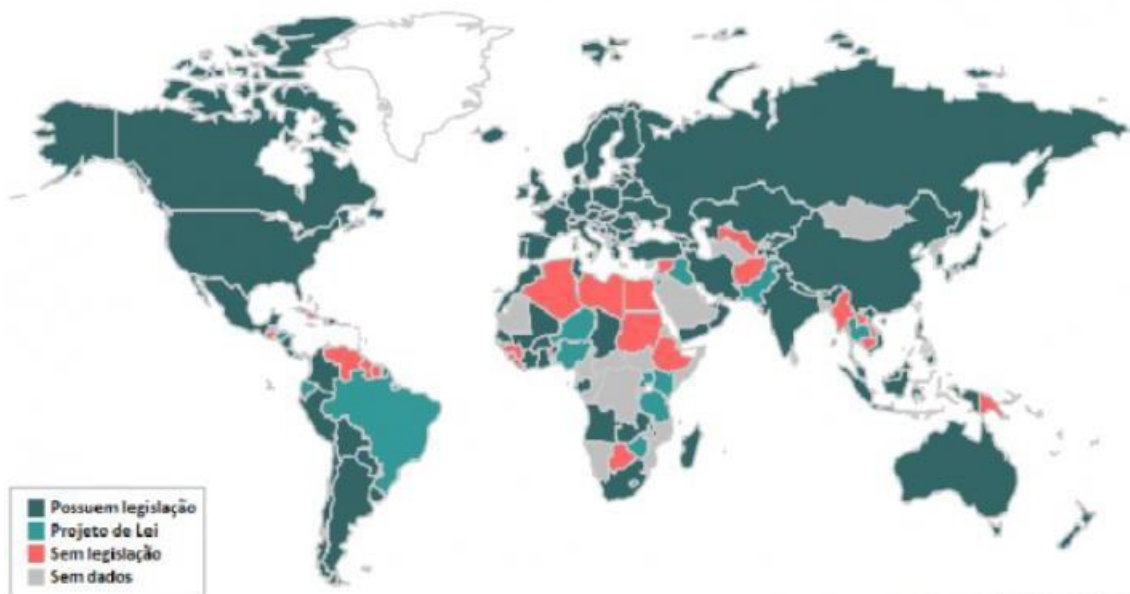 Possuem legislação
Projeto de Lei
Sem legislação
Sem dados